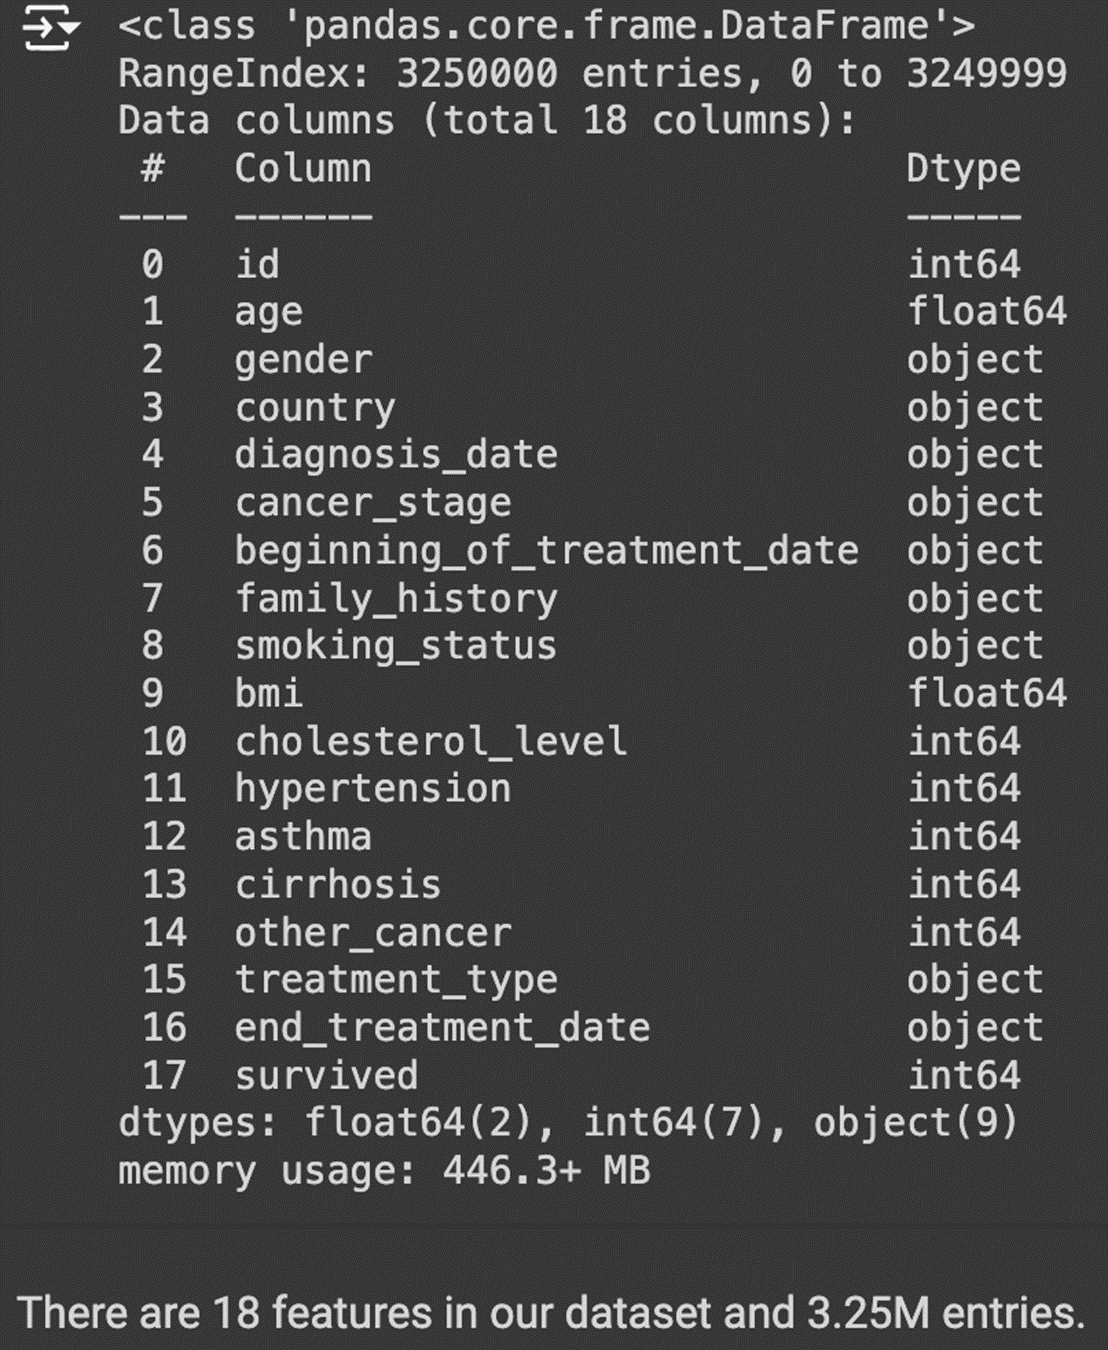 <class 'pandas.core.frame.DataFrame'>
RangeIndex: 3250000 entries, 0 to 3249999
Data columns (total 18 columns):
 #   Column                       Dtype
---  ------                       -----
 0   id                           int64
 1   age                          float64
 2   gender                       object
 3   country                      object
 4   diagnosis_date               object
 5   cancer_stage                 object
 6   beginning_of_treatment_date  object
 7   family_history               object
 8   smoking_status               object
 9   bmi                          float64
 10  cholesterol_level            int64
 11  hypertension                 int64
 12  asthma                       int64
 13  cirrhosis                    int64
 14  other_cancer                 int64
 15  treatment_type               object
 16  end_treatment_date           object
 17  survived                     int64
dtypes: float64(2), int64(7), object(9)
memory usage: 446.3+ MB
There are 18 features in our dataset and 3.25M entries.